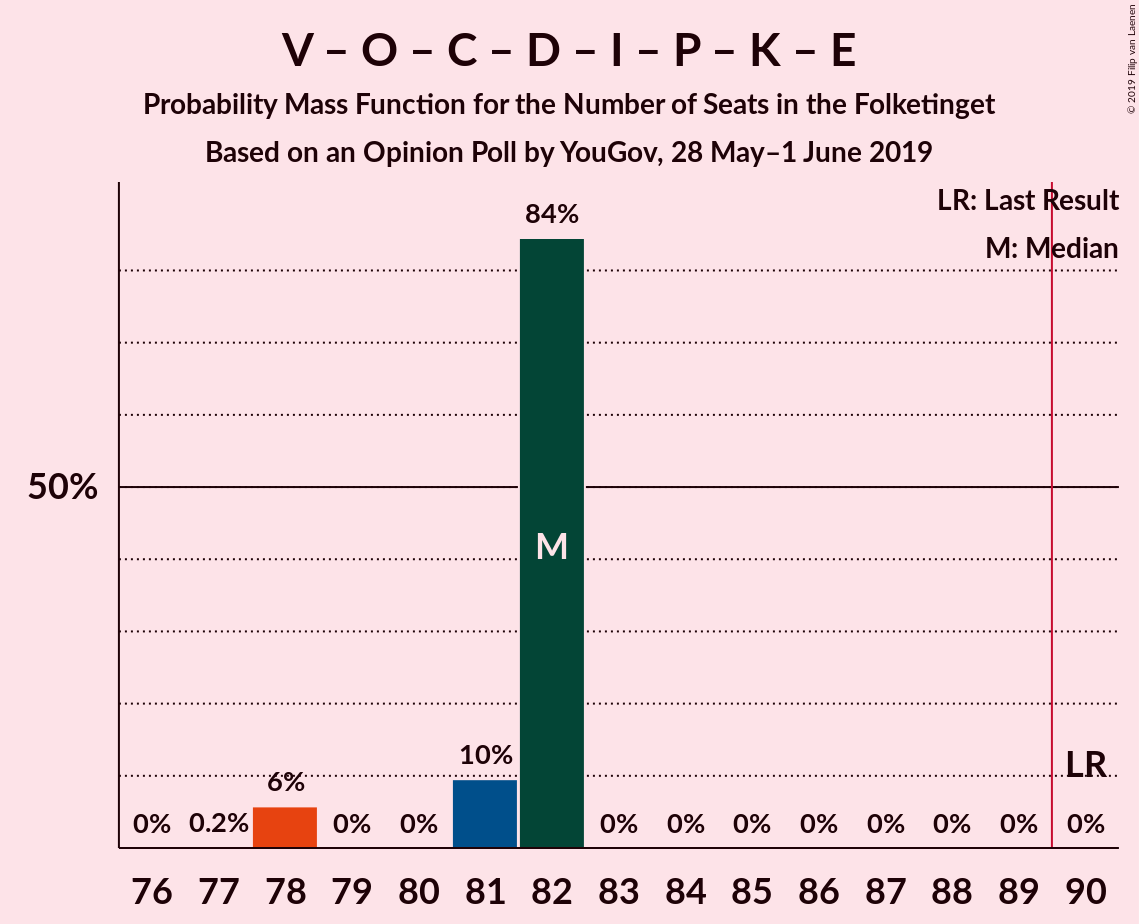 V – O – C – D – I – P – K – E
Probability Mass Function for the Number of Seats in the Folketinget
Based on an Opinion Poll by YouGov, 28 May–1 June 2019
© 2019 Filip van Laenen
LR: Last Result
M: Median
84%
50%
M
10%
LR
6%
0% 0.2% 0% 0% 0% 0% 0% 0% 0% 0% 0% 0%
76 77 78 79 80 81 82 83 84 85 86 87 88 89 90